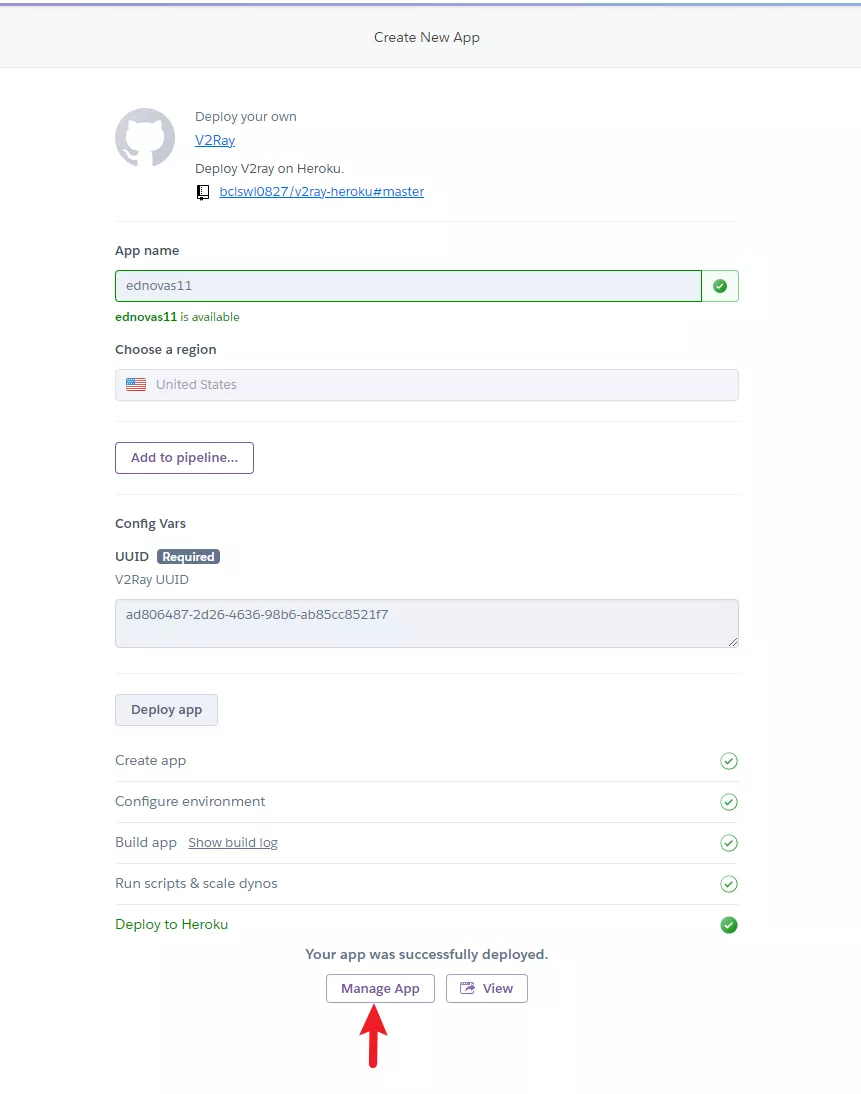 Create New App
Deploy your own
V2Ray
Deploy V2ray on Heroku.
bclswl0827/v2ray-heroku#master
App name
ednovas11
ednovas11 is available
Choose a region
United States
Add to pipeline...
Config Vars
UUID Required
V2Ray UUID
ad806487-2d26-4636-98b6-ab85cc8521f7
Deploy app
Create app
Configure environment
Build app Show build log
Run scripts & scale dynos
Deploy to Heroku
Your app was successfully deployed.
Manage App View